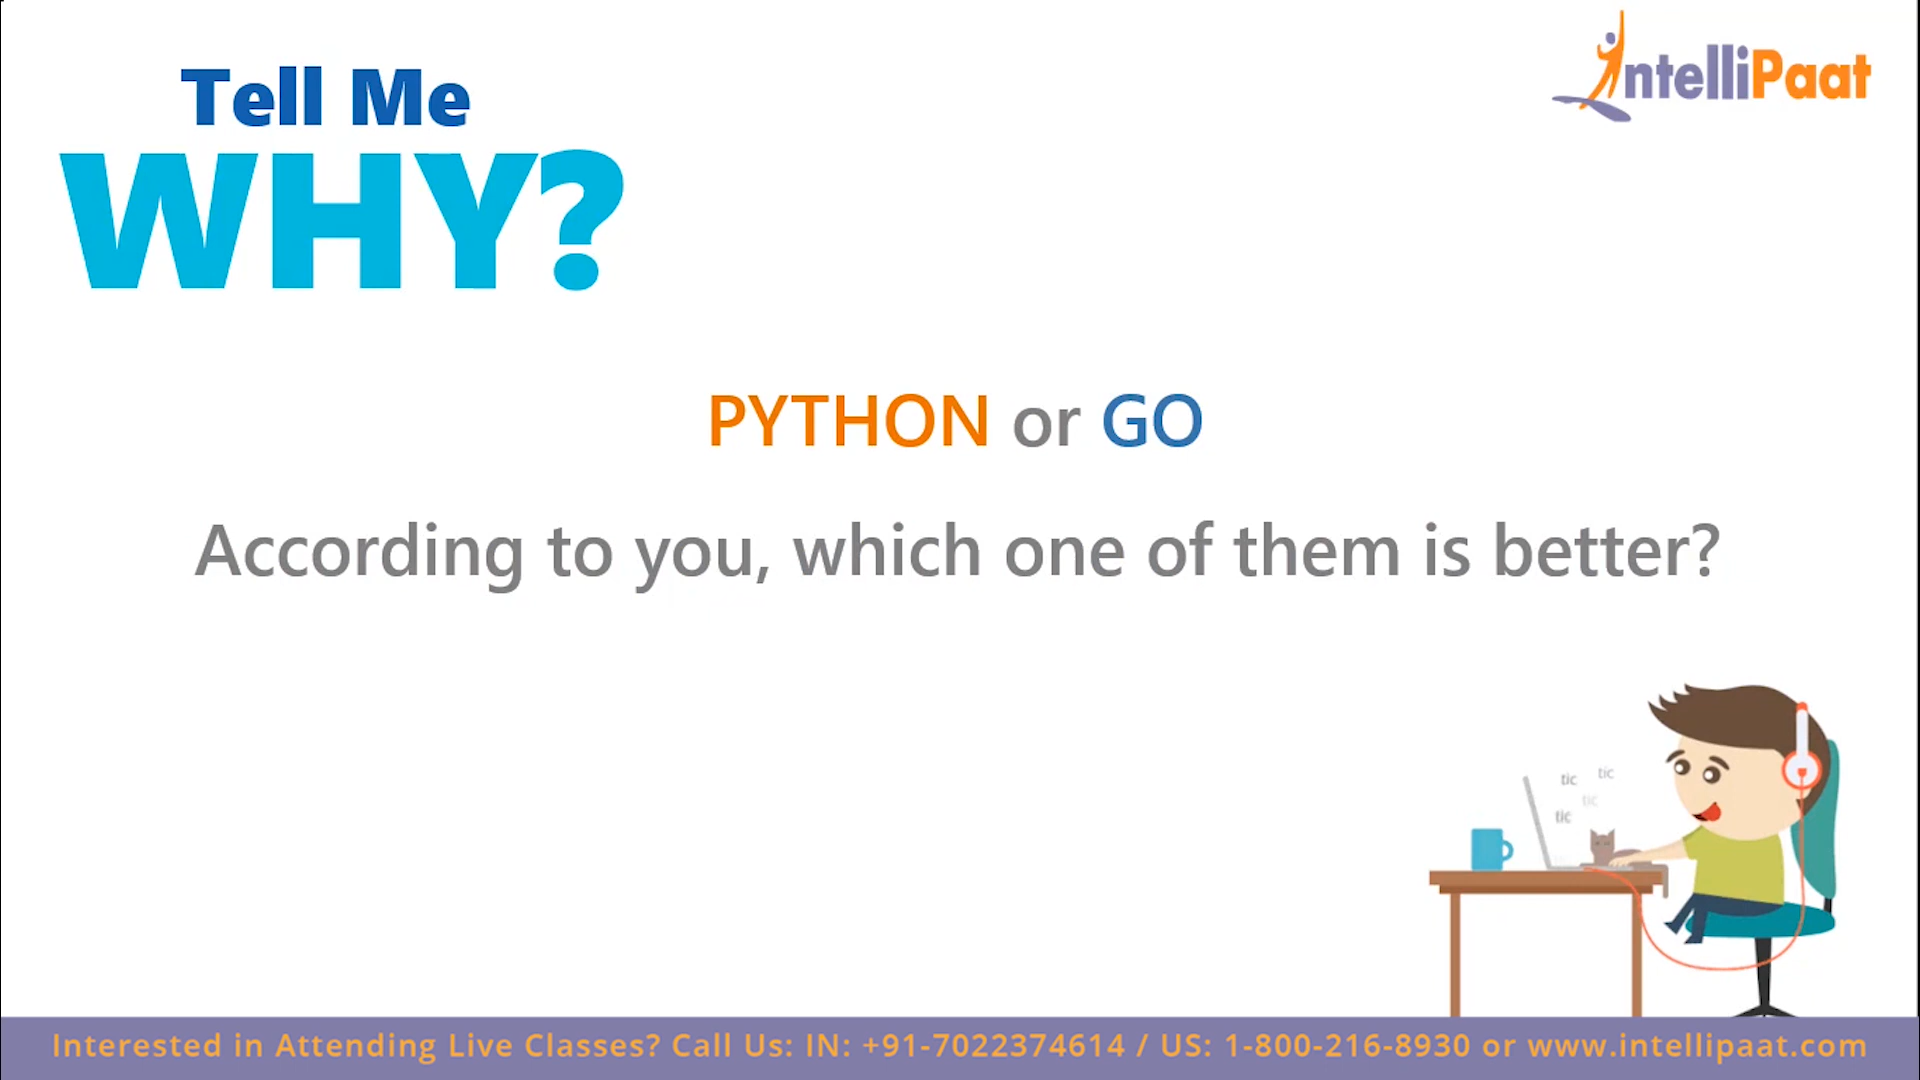 Tell Me
WHY?
IntelliPaat
PYTHON or GO
According to you, which one of them is better?
tic tic
tic
tic
Interested in Attending Live Classes? Call Us: IN: +91-7022374614 / US: 1-800-216-8930 or www.intellipaat.com